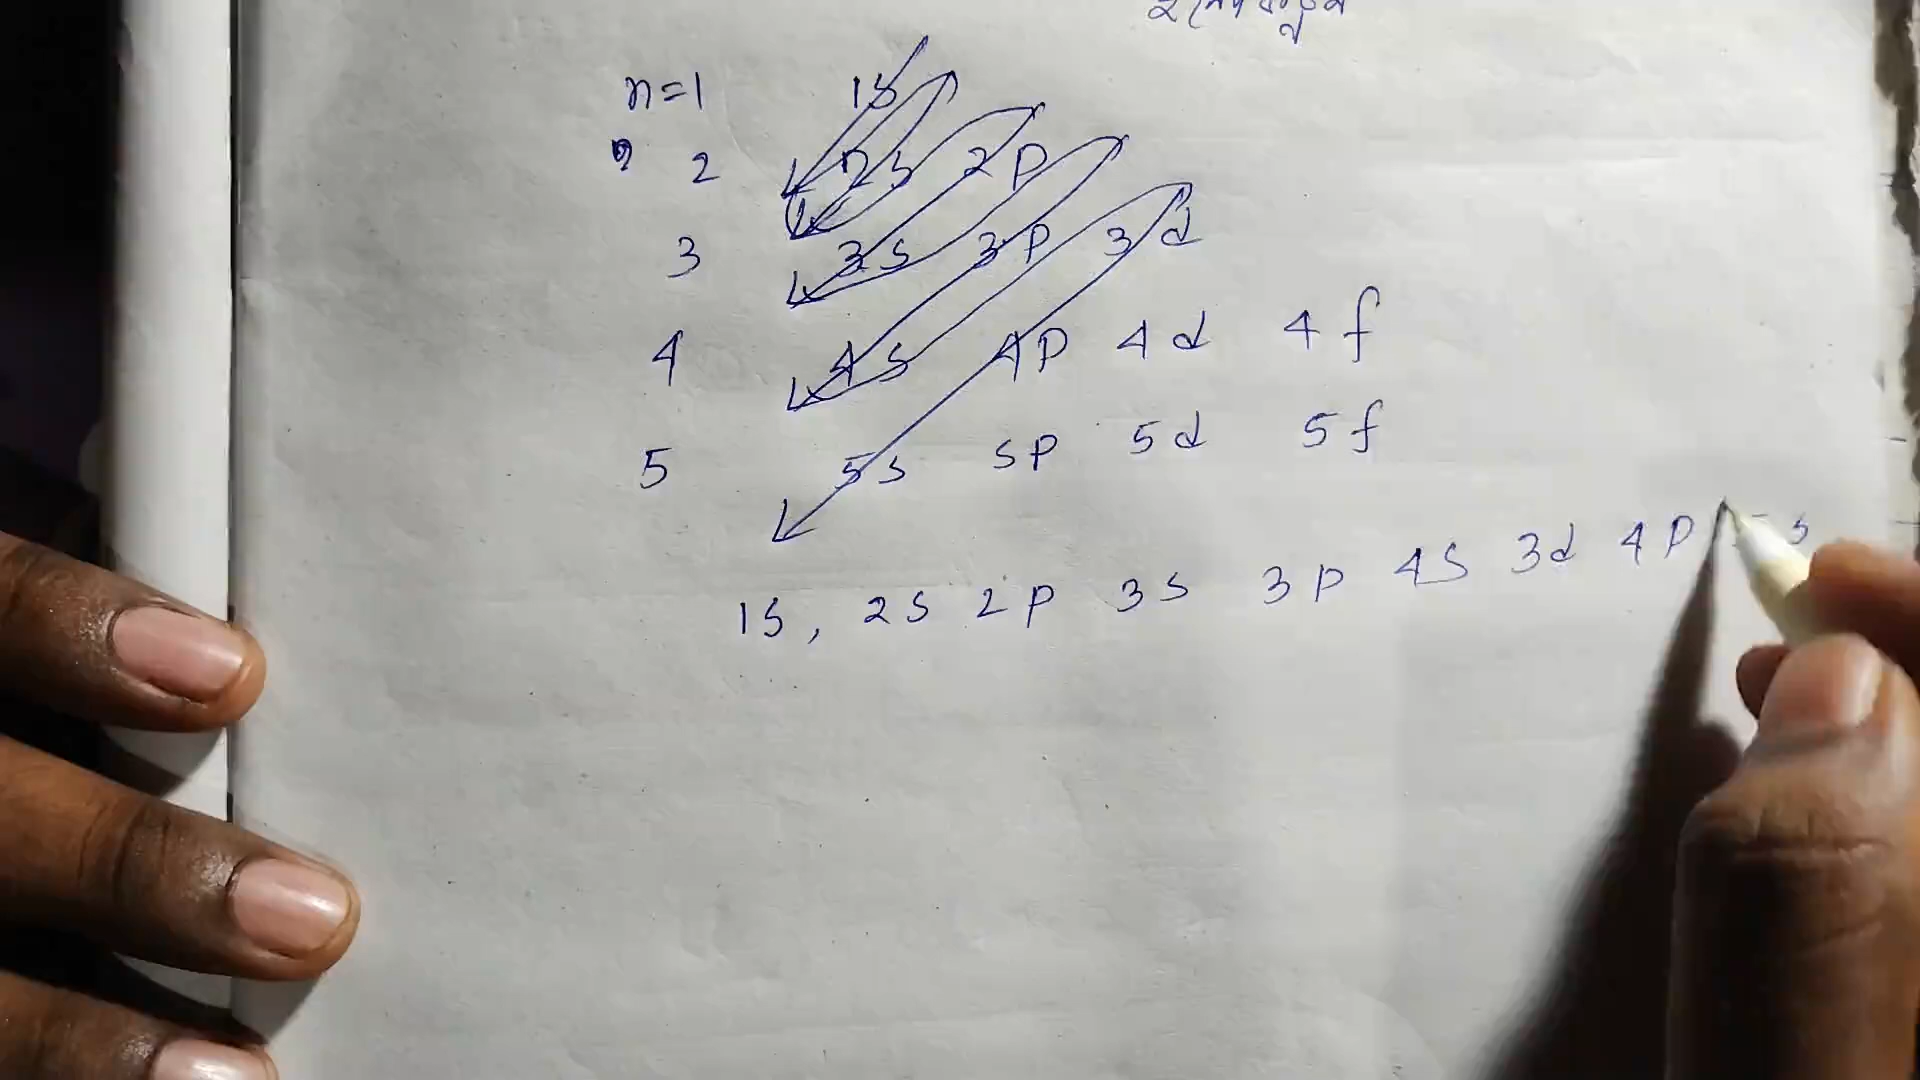 n=1 1s
2 2s 2p
3 3s 3p 3d
4 4s 4p 4d 4f
5 5s 5p 5d 5f
1s, 2s 2p 3s 3p 4s 3d 4p 5s